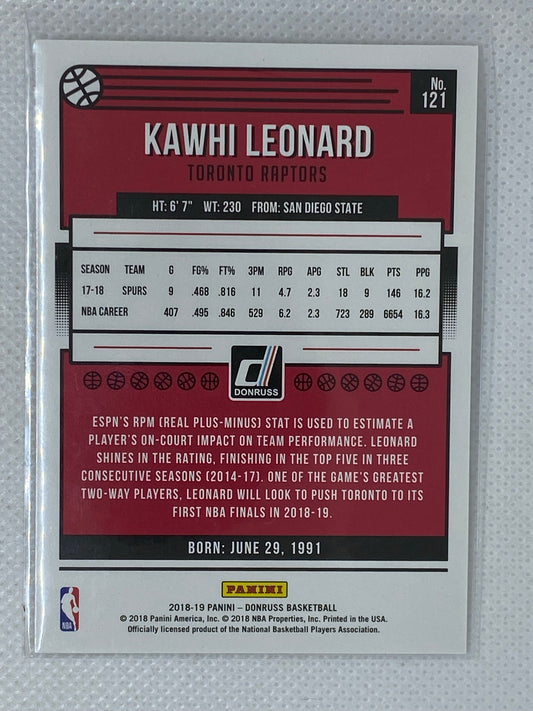 No.
121
KAWHI LEONARD
TORONTO RAPTORS
HT: 6' 7" WT: 230 FROM: SAN DIEGO STATE
SEASON TEAM G FG% FT% 3PM RPG APG STL BLK PTS PPG
17-18 SPURS 9 .468 .816 11 4.7 2.3 18 9 146 16.2
NBA CAREER 407 .495 .846 529 6.2 2.3 723 289 6654 16.3
d
DONRUSS
ESPN'S RPM (REAL PLUS-MINUS) STAT IS USED TO ESTIMATE A
PLAYER'S ON-COURT IMPACT ON TEAM PERFORMANCE. LEONARD
SHINES IN THE RATING, FINISHING IN THE TOP FIVE IN THREE
CONSECUTIVE SEASONS (2014-17). ONE OF THE GAME'S GREATEST
TWO-WAY PLAYERS, LEONARD WILL LOOK TO PUSH TORONTO TO ITS
FIRST NBA FINALS IN 2018-19.
BORN: JUNE 29, 1991
PANINI
NBA
2018-19 PANINI – DONRUSS BASKETBALL
© 2018 Panini America, Inc. © 2018 NBA Properties, Inc. Printed in the USA.
Officially licensed product of the National Basketball Players Association.